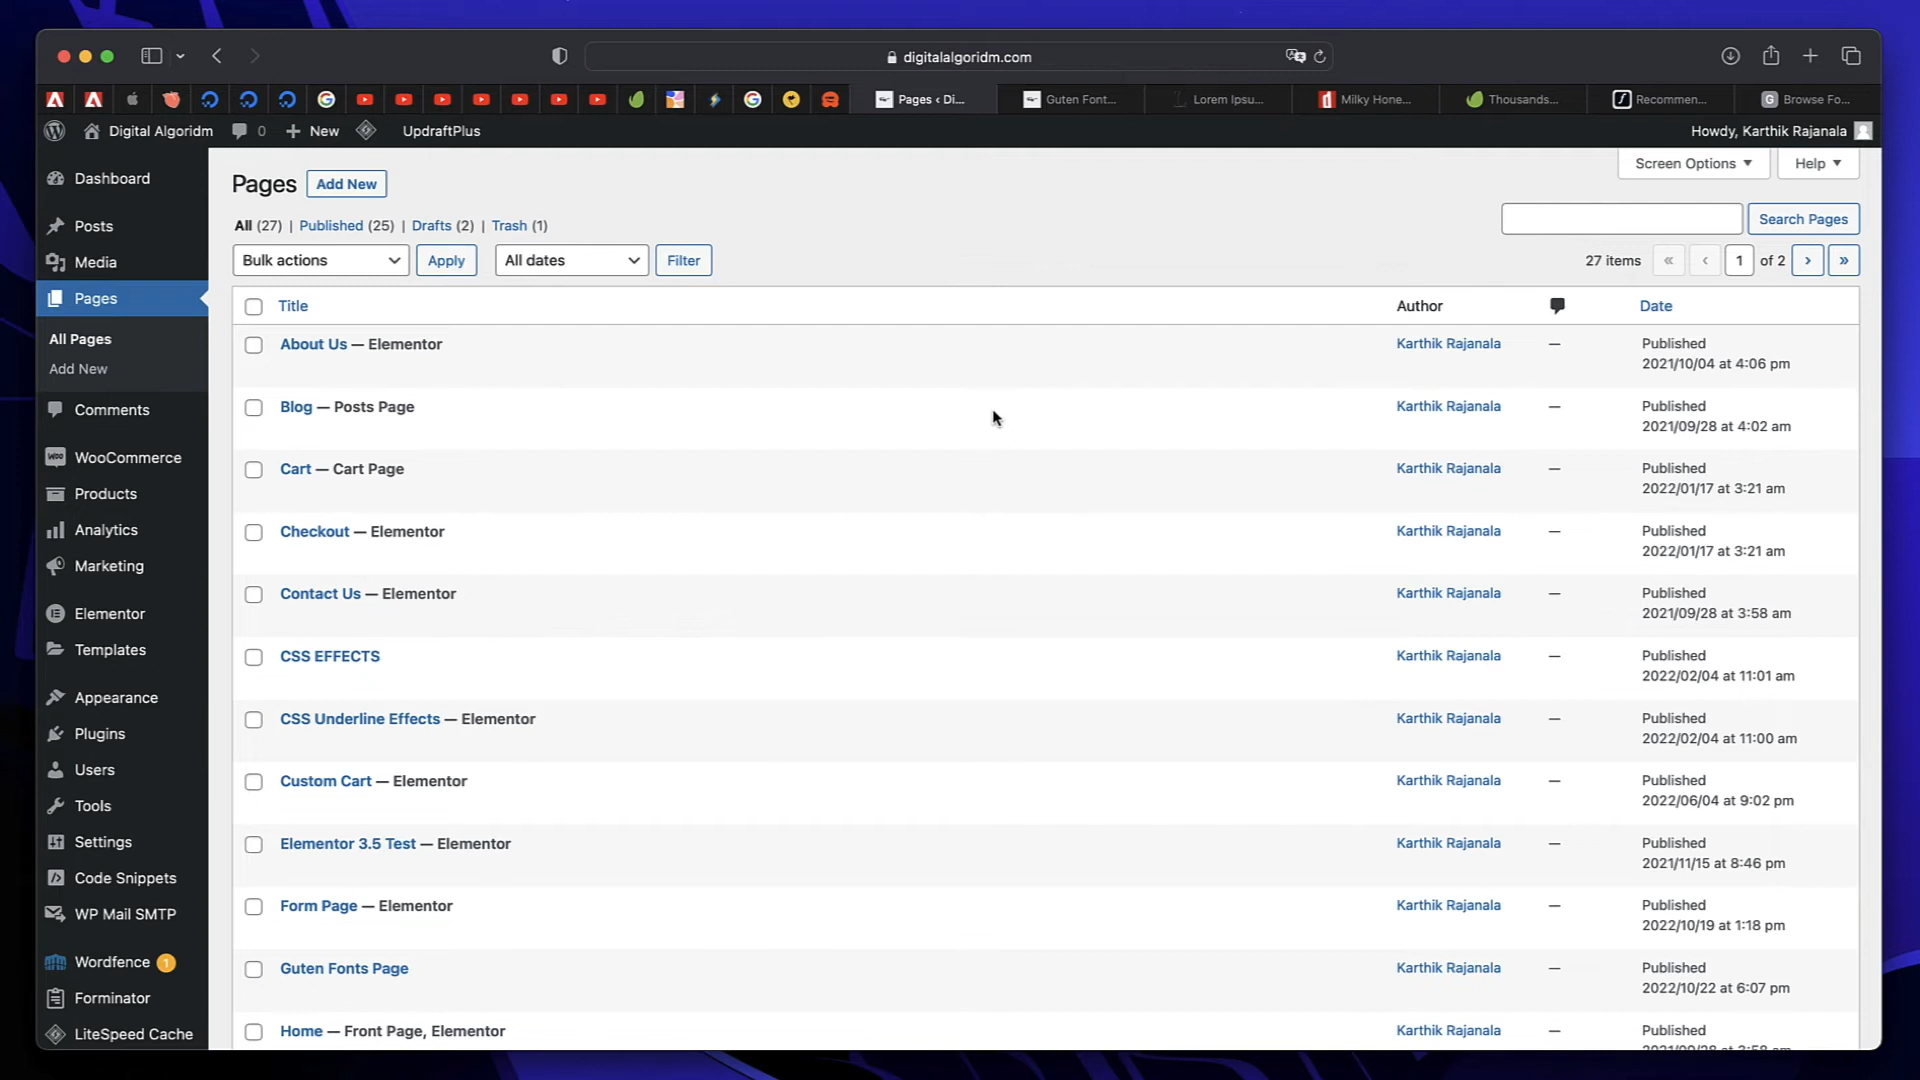 digitalalgoridm.com
Pages ‹ Di... Guten Font... Lorem Ipsu... Milky Hone... Thousands... Recommen... Browse Fo...
Digital Algoridm 0 New UpdraftPlus Howdy, Karthik Rajanala
Screen Options Help
Dashboard
Posts
Media
Pages
All Pages
Add New
Comments
WooCommerce
Products
Analytics
Marketing
Elementor
Templates
Appearance
Plugins
Users
Tools
Settings
Code Snippets
WP Mail SMTP
Wordfence 1
Forminator
LiteSpeed Cache
Pages Add New
All (27) | Published (25) | Drafts (2) | Trash (1)
Search Pages
Bulk actions Apply All dates Filter
27 items « ‹ 1 of 2 › »
Title Author Date
About Us — Elementor Karthik Rajanala — Published
2021/10/04 at 4:06 pm
Blog — Posts Page Karthik Rajanala — Published
2021/09/28 at 4:02 am
Cart — Cart Page Karthik Rajanala — Published
2022/01/17 at 3:21 am
Checkout — Elementor Karthik Rajanala — Published
2022/01/17 at 3:21 am
Contact Us — Elementor Karthik Rajanala — Published
2021/09/28 at 3:58 am
CSS EFFECTS Karthik Rajanala — Published
2022/02/04 at 11:01 am
CSS Underline Effects — Elementor Karthik Rajanala — Published
2022/02/04 at 11:00 am
Custom Cart — Elementor Karthik Rajanala — Published
2022/06/04 at 9:02 pm
Elementor 3.5 Test — Elementor Karthik Rajanala — Published
2021/11/15 at 8:46 pm
Form Page — Elementor Karthik Rajanala — Published
2022/10/19 at 1:18 pm
Guten Fonts Page Karthik Rajanala — Published
2022/10/22 at 6:07 pm
Home — Front Page, Elementor Karthik Rajanala — Published